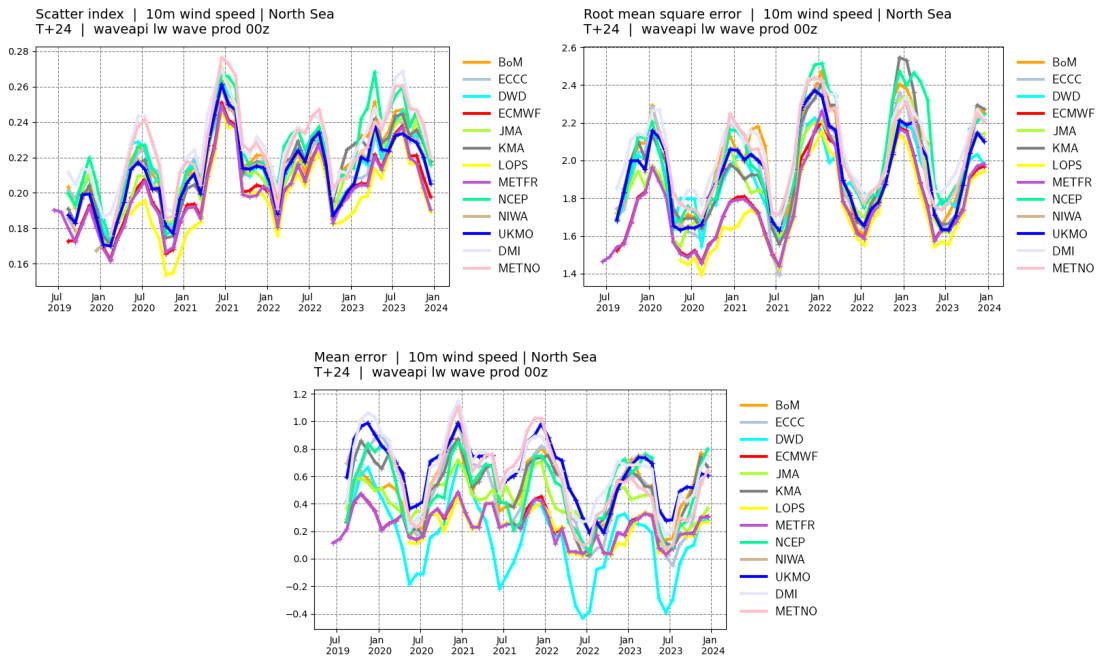 Scatter index | 10m wind speed | North Sea
T+24 | waveapi lw wave prod 00z
0.28
0.26
0.24
0.22
0.20
0.18
0.16
Jul 2019
Jan 2020
Jul 2020
Jan 2021
Jul 2021
Jan 2022
Jul 2022
Jan 2023
Jul 2023
Jan 2024
BoM
ECCC
DWD
ECMWF
JMA
KMA
LOPS
METFR
NCEP
NIWA
UKMO
DMI
METNO
Root mean square error | 10m wind speed | North Sea
T+24 | waveapi lw wave prod 00z
2.6
2.4
2.2
2.0
1.8
1.6
1.4
Jul 2019
Jan 2020
Jul 2020
Jan 2021
Jul 2021
Jan 2022
Jul 2022
Jan 2023
Jul 2023
Jan 2024
BoM
ECCC
DWD
ECMWF
JMA
KMA
LOPS
METFR
NCEP
NIWA
UKMO
DMI
METNO
Mean error | 10m wind speed | North Sea
T+24 | waveapi lw wave prod 00z
1.2
1.0
0.8
0.6
0.4
0.2
0.0
−0.2
−0.4
Jul 2019
Jan 2020
Jul 2020
Jan 2021
Jul 2021
Jan 2022
Jul 2022
Jan 2023
Jul 2023
Jan 2024
BoM
ECCC
DWD
ECMWF
JMA
KMA
LOPS
METFR
NCEP
NIWA
UKMO
DMI
METNO